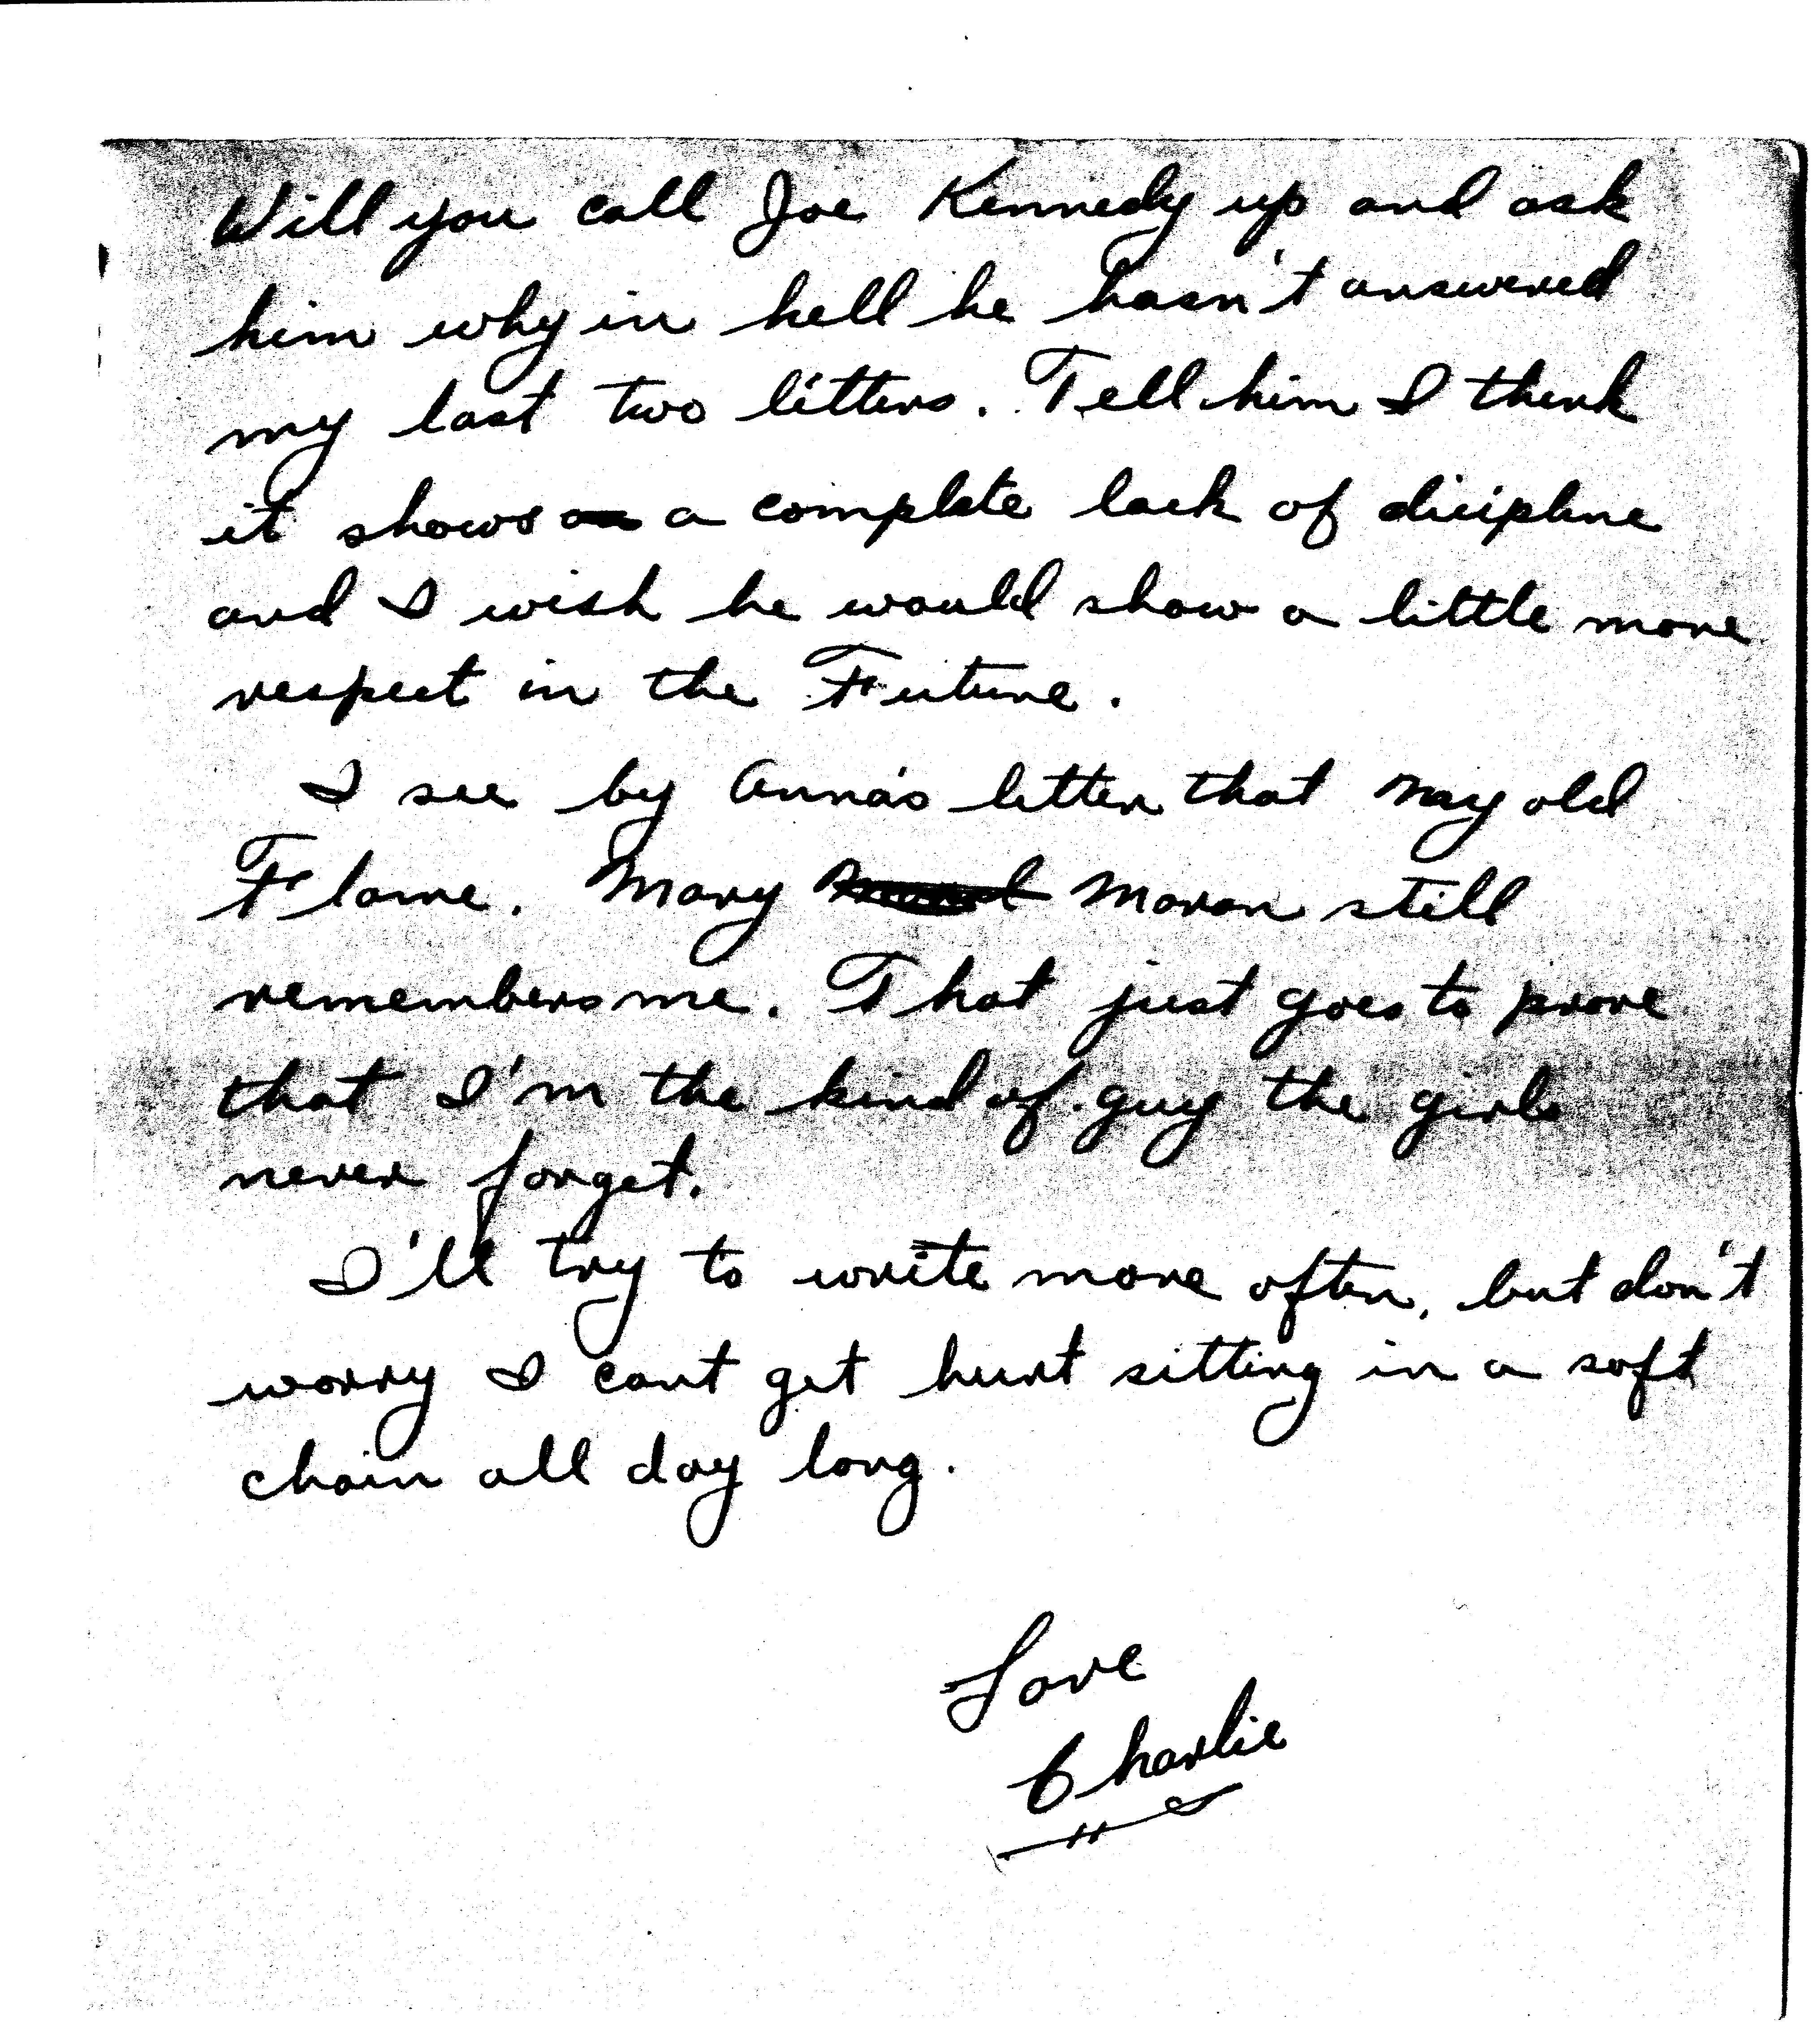 Will you call Joe Kennedy up and ask
him why in hell he hasn't answered
my last two letters. Tell him I think
it shows a complete lack of dicipline
and I wish he would show a little more
respect in the Future.
I see by Anna's letter that my old
Flame. Mary Moran still
remembers me. That just goes to prove
that I'm the kind of guy the girls
never forget.
I'll try to write more often, but don't
worry I cant get hurt sitting in a soft
chair all day long.
Love
Charlie